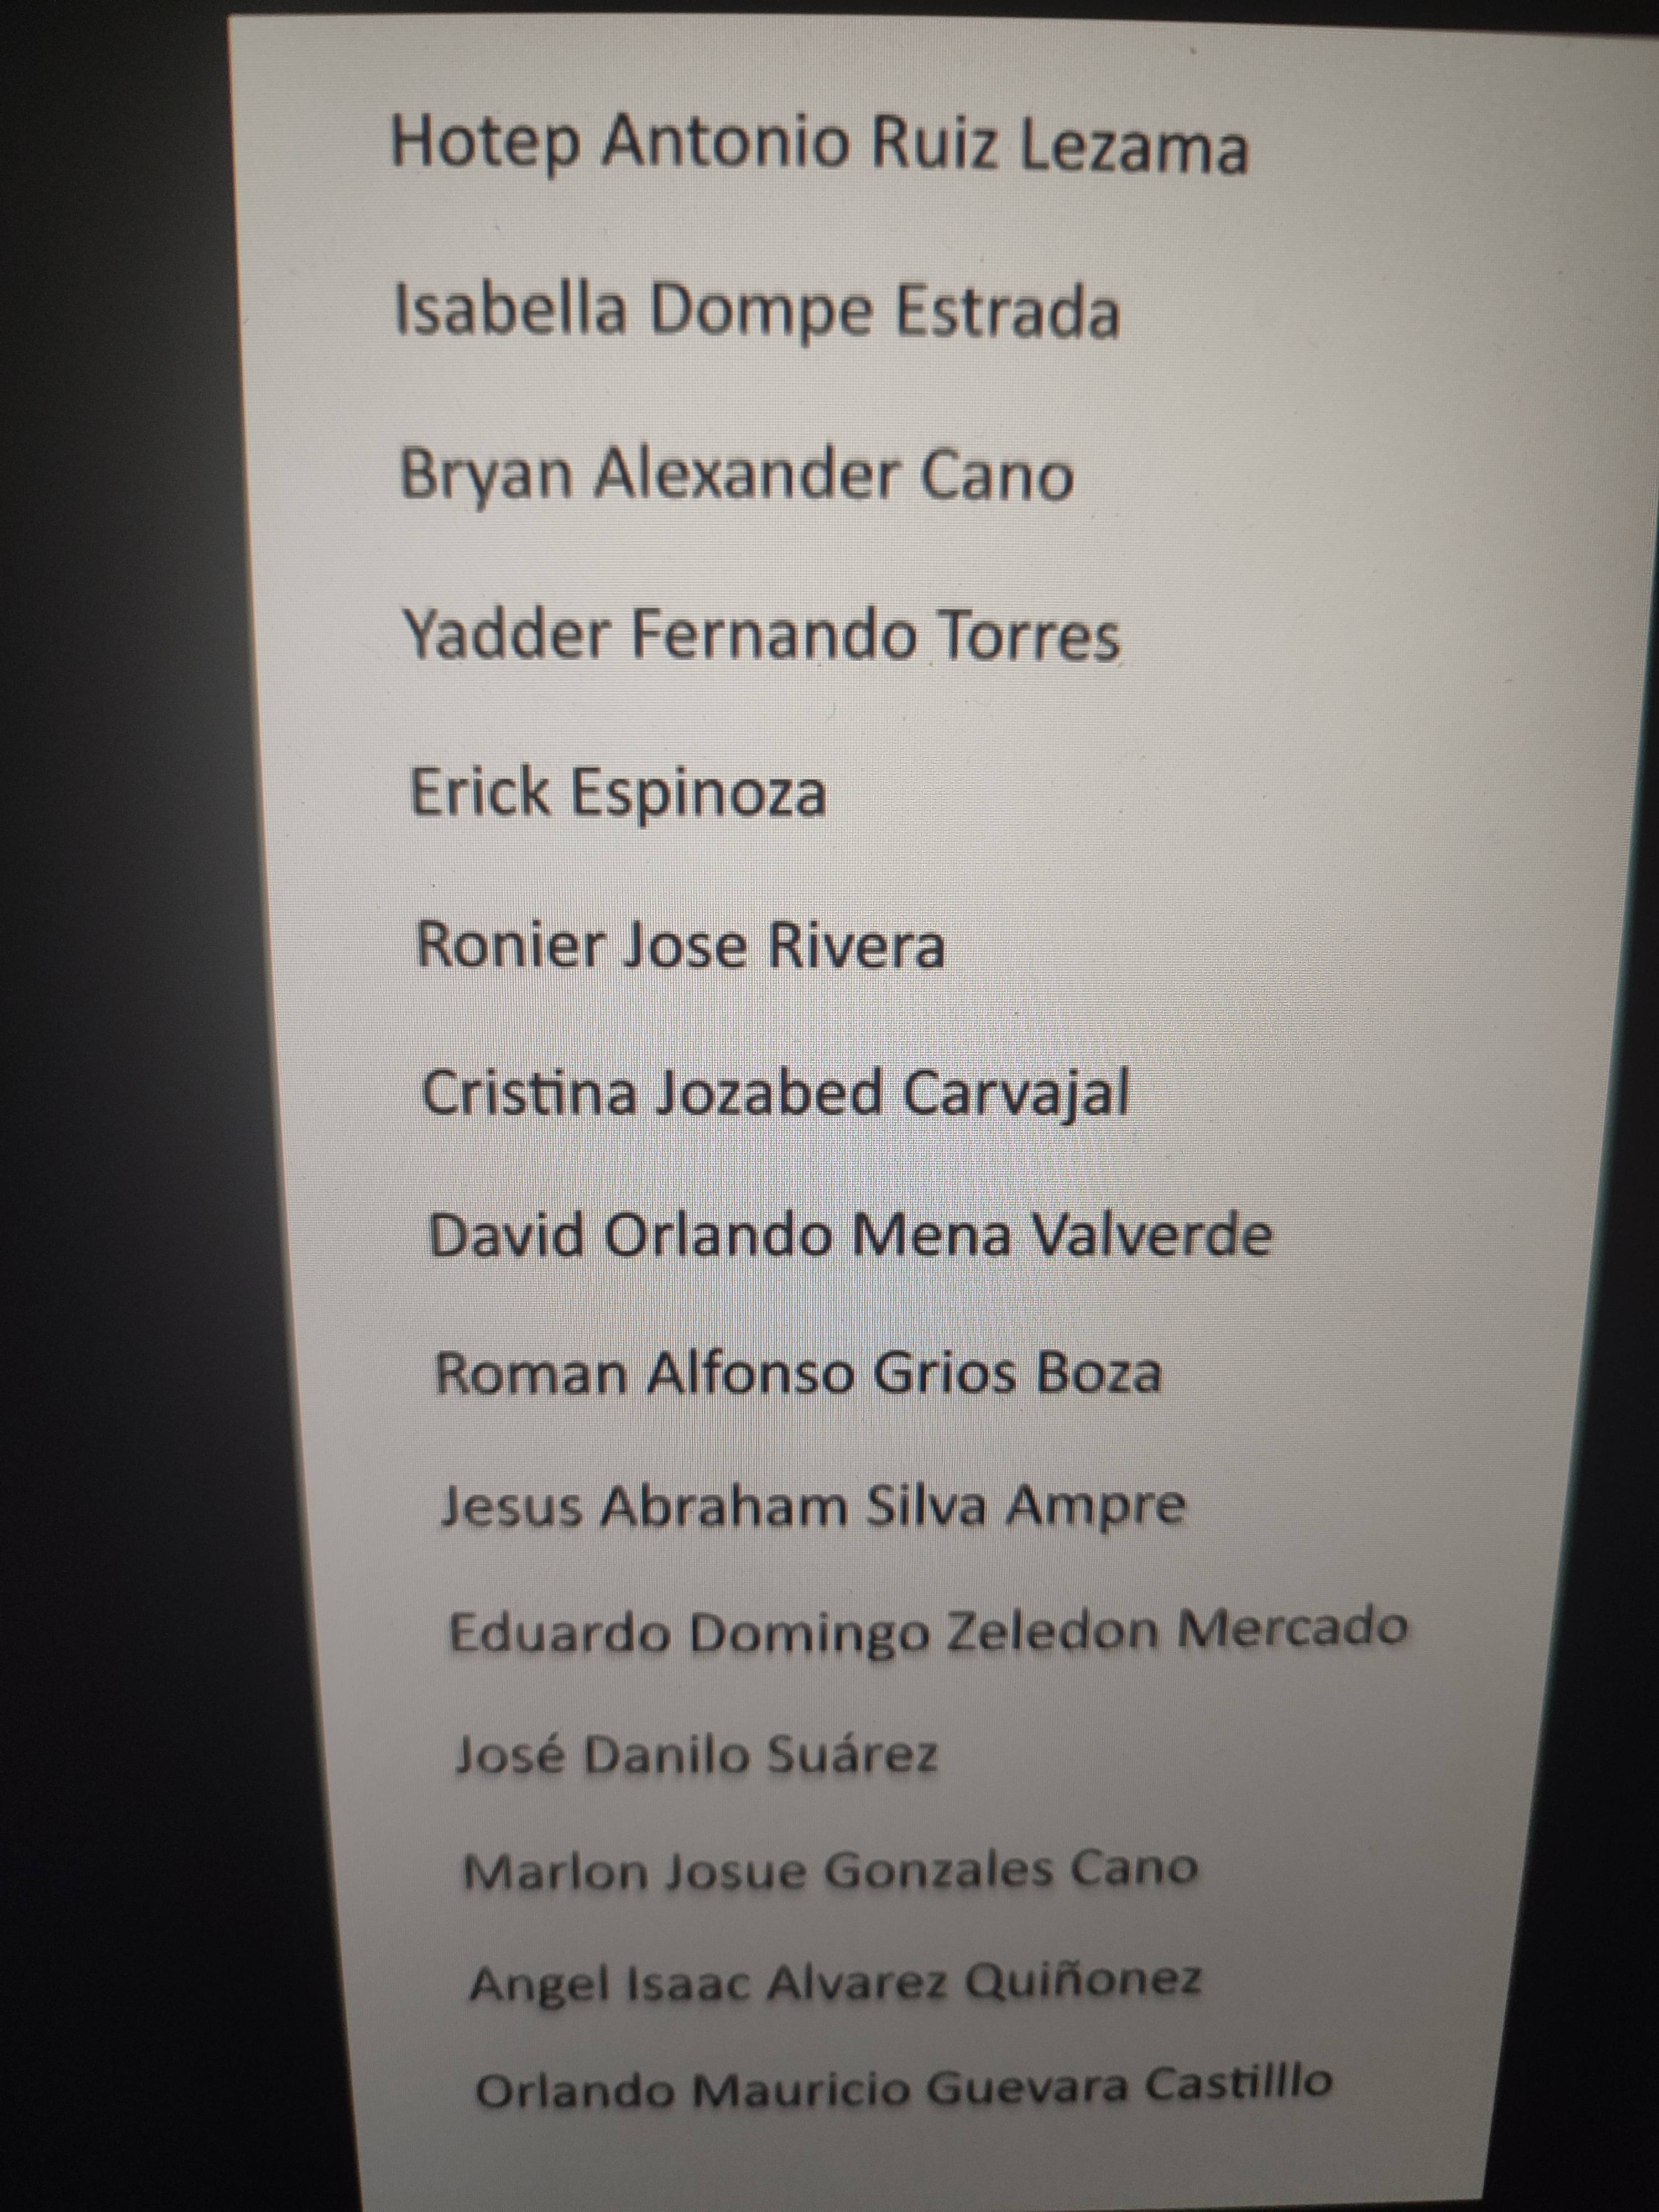 Hotep Antonio Ruiz Lezama
Isabella Dompe Estrada
Bryan Alexander Cano
Yadder Fernando Torres
Erick Espinoza
Ronier Jose Rivera
Cristina Jozabed Carvajal
David Orlando Mena Valverde
Roman Alfonso Grios Boza
Jesus Abraham Silva Ampre
Eduardo Domingo Zeledon Mercado
José Danilo Suárez
Marlon Josue Gonzales Cano
Angel Isaac Alvarez Quiñonez
Orlando Mauricio Guevara Castilllo